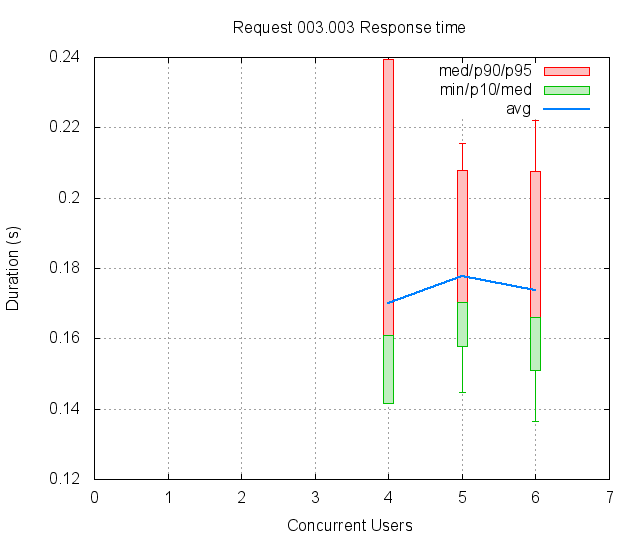 Request 003.003 Response time
0.24
med/p90/p95
min/p10/med
avg
0.22
0.2
0.18
0.16
0.14
0.12
Duration (s)
0 1 2 3 4 5 6 7
Concurrent Users